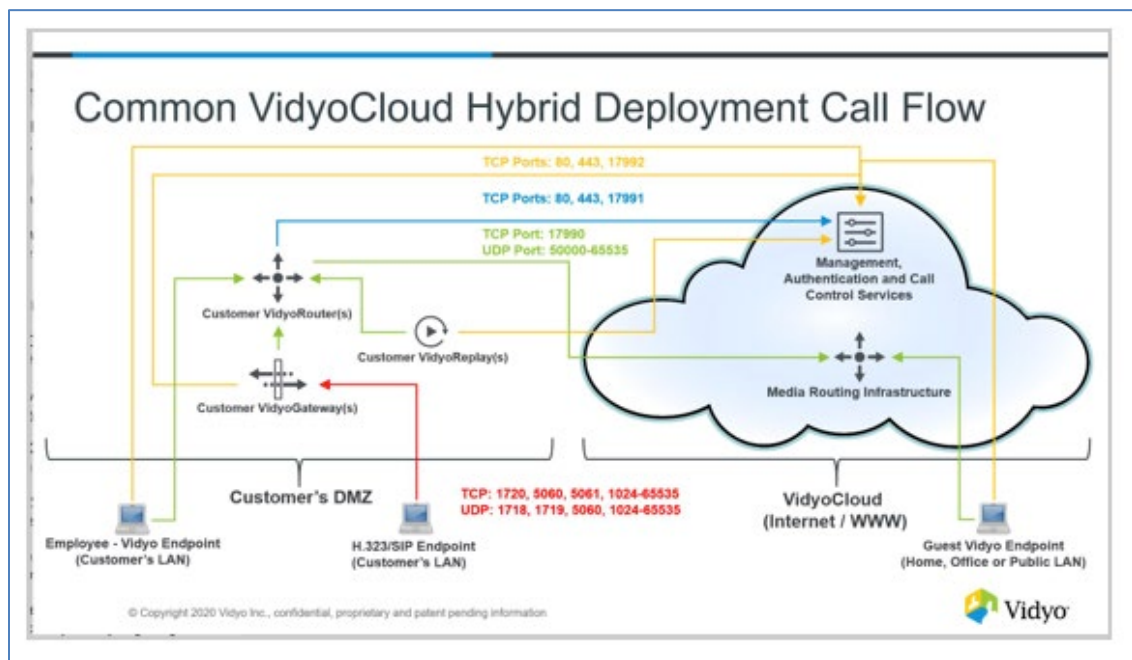 Common VidyoCloud Hybrid Deployment Call Flow
TCP Ports: 80, 443, 17992
TCP Ports: 80, 443, 17991
TCP Port: 17990
UDP Port: 50000-65535
Management,
Authentication and Call
Control Services
Customer VidyoRouter(s)
Customer VidyoReplay(s)
Media Routing Infrastructure
Customer VidyoGateway(s)
Customer's DMZ
TCP: 1720, 5060, 5061, 1024-65535
UDP: 1718, 1719, 5060, 1024-65535
VidyoCloud
(Internet / WWW)
Employee - Vidyo Endpoint
(Customer's LAN)
H.323/SIP Endpoint
(Customer's LAN)
Guest Vidyo Endpoint
(Home, Office or Public LAN)
© Copyright 2020 Vidyo Inc., confidential, proprietary and patent pending information
Vidyo